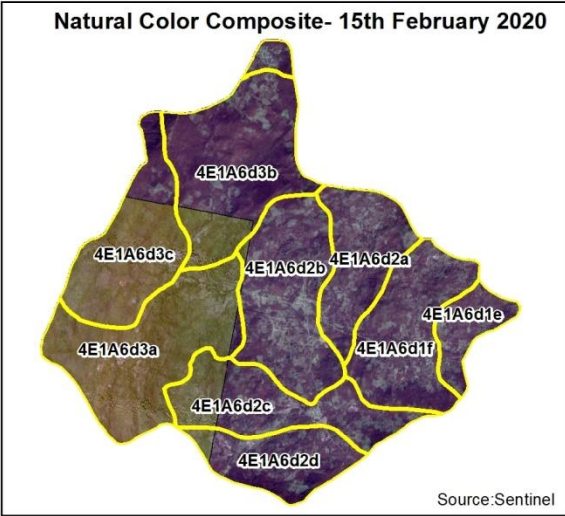 Natural Color Composite- 15th February 2020
4E1A6d3b
4E1A6d3c
4E1A6d2b
4E1A6d2a
4E1A6d1e
4E1A6d3a
4E1A6d1f
4E1A6d2c
4E1A6d2d
Source:Sentinel